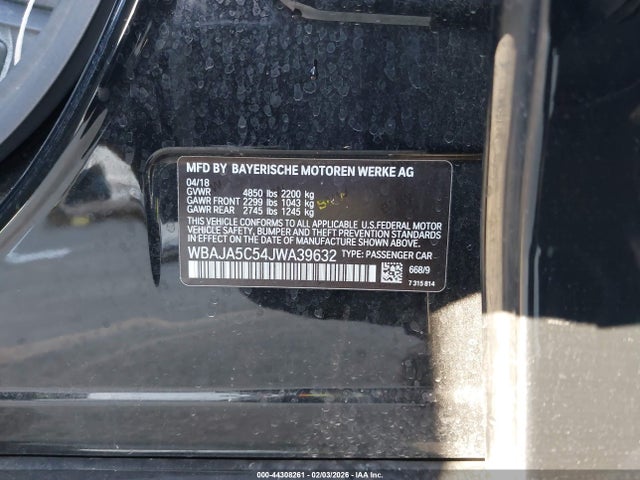 MFD BY BAYERISCHE MOTOREN WERKE AG
04/18
GVWR 4850 lbs 2200 kg
GAWR FRONT 2299 lbs 1043 kg
GAWR REAR 2745 lbs 1245 kg
THIS VEHICLE CONFORMS TO ALL APPLICABLE U.S.FEDERAL MOTOR
VEHICLE SAFETY, BUMPER AND THEFT PREVENTION STANDARDS
IN EFFECT ON THE DATE OF MANUFACTURE SHOWN ABOVE.
WBAJA5C54JWA39632 TYPE: PASSENGER CAR
668/9
7 315 814
000-44308261 - 02/03/2026 - IAAI Copart